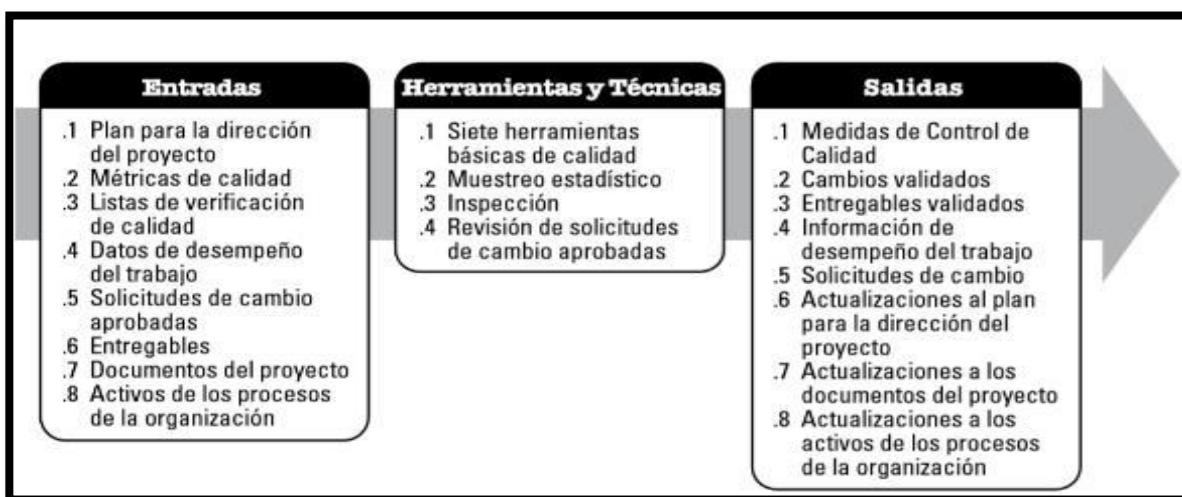 Entradas
.1 Plan para la dirección
del proyecto
.2 Métricas de calidad
.3 Listas de verificación
de calidad
.4 Datos de desempeño
del trabajo
.5 Solicitudes de cambio
aprobadas
.6 Entregables
.7 Documentos del proyecto
.8 Activos de los procesos
de la organización
Herramientas y Técnicas
.1 Siete herramientas
básicas de calidad
.2 Muestreo estadístico
.3 Inspección
.4 Revisión de solicitudes
de cambio aprobadas
Salidas
.1 Medidas de Control de
Calidad
.2 Cambios validados
.3 Entregables validados
.4 Información de
desempeño del trabajo
.5 Solicitudes de cambio
.6 Actualizaciones al plan
para la dirección del
proyecto
.7 Actualizaciones a los
documentos del proyecto
.8 Actualizaciones a los
activos de los procesos
de la organización